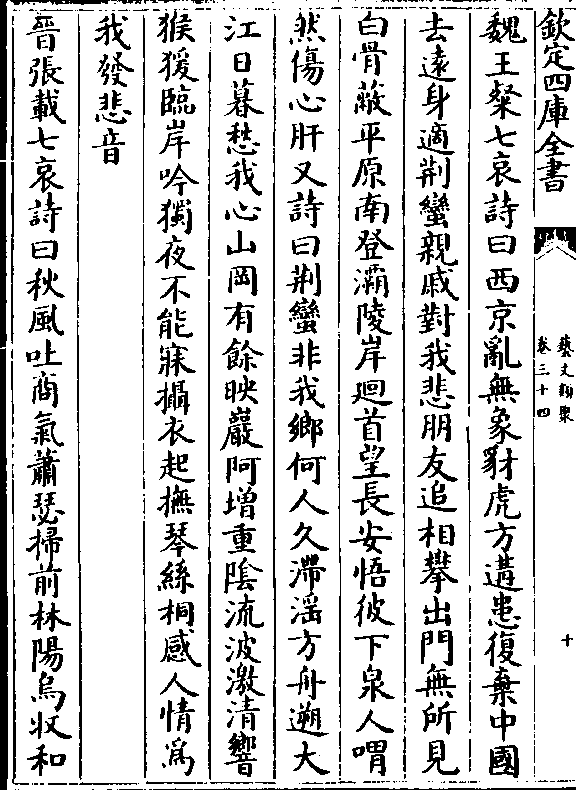 欽定四庫全書
藝文類聚
卷三十四
十
魏王粲七哀詩曰西京亂無象豺虎方遘患復棄中國
去遠身適荆蠻親戚對我悲朋友追相攀出門無所見
白骨蔽平原南登灞陵岸廻首望長安悟彼下泉人喟
然傷心肝又詩曰荆蠻非我鄉何人久滯滛方舟遡大
江日暮愁我心山岡有餘映巖阿增重陰流波激清響
猴猨臨岸吟獨夜不能寐攝衣起撫琴絲桐感人情為
我發悲音
晉張載七哀詩曰秋風吐商氣蕭瑟掃前林陽烏收和